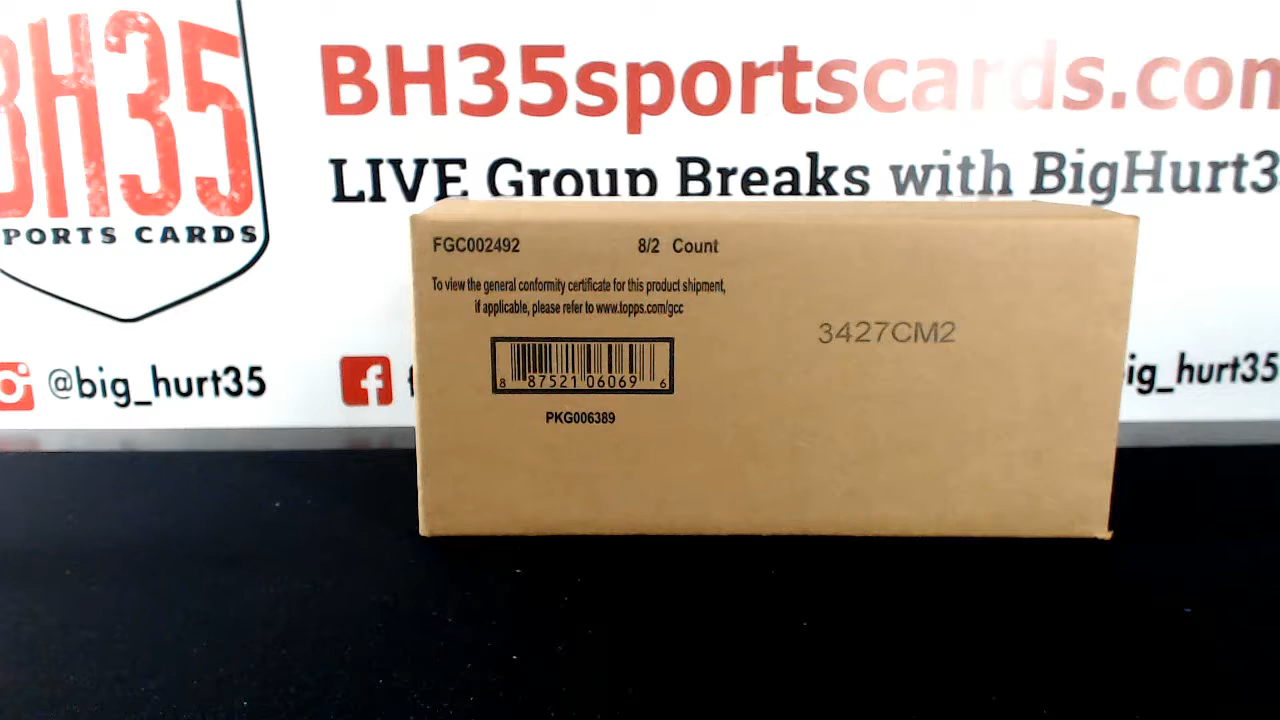 BH35
PORTS CARDS
BH35sportscards.com
LIVE Group Breaks with BigHurt3
@big_hurt35
ig_hurt35
FGC002492 8/2 Count
To view the general conformity certificate for this product shipment,
if applicable, please refer to www.topps.com/gcc
3427CM2
8 87521 06069 6
PKG006389